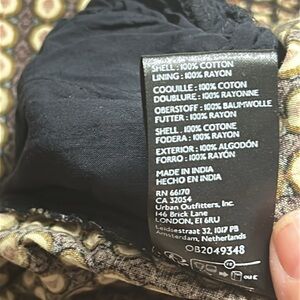 SHELL : 100% COTTON
LINING : 100% RAYON
COQUILLE : 100% COTON
DOUBLURE : 100% RAYONNE
OBERSTOFF : 100% BAUMWOLLE
FUTTER : 100% RAYON
SHELL : 100% COTONE
FODERA : 100% RAYON
EXTERIOR : 100% ALGODÓN
FORRO : 100% RAYÓN
MADE IN INDIA
HECHO EN INDIA
RN 66170
CA 32054
Urban Outfitters, Inc.
146 Brick Lane
LONDON, E1 6RU
Leidsestraat 32, 1017 PB
Amsterdam, Netherlands
OB2049348